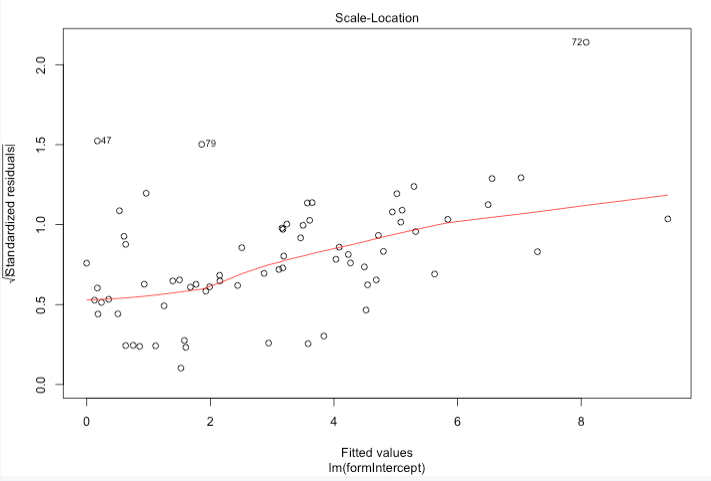 Scale-Location
√|Standardized residuals|
2.0
1.5
1.0
0.5
0.0
72
47
79
0 2 4 6 8
Fitted values
lm(formIntercept)